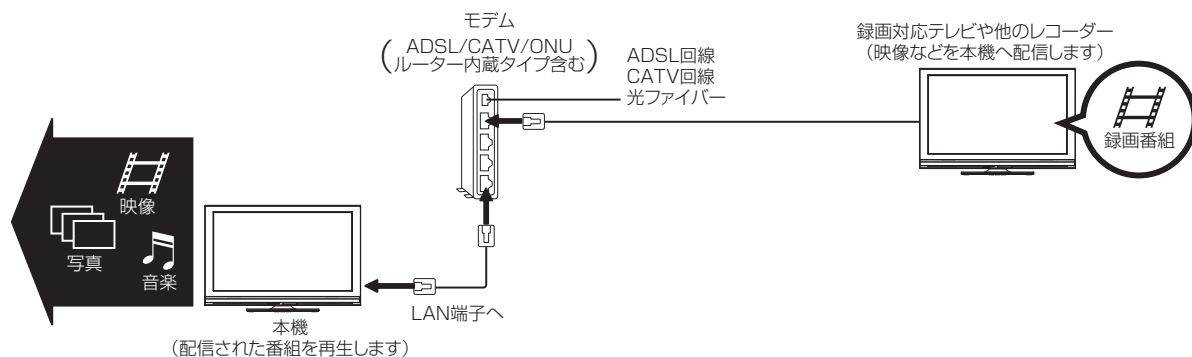 モデム
(ADSL/CATV/ONU
ルーター内蔵タイプ含む)
ADSL回線
CATV回線
光ファイバー
録画対応テレビや他のレコーダー
(映像などを本機へ配信します)
録画番組
映像
写真
音楽
LAN端子へ
本機
(配信された番組を再生します)